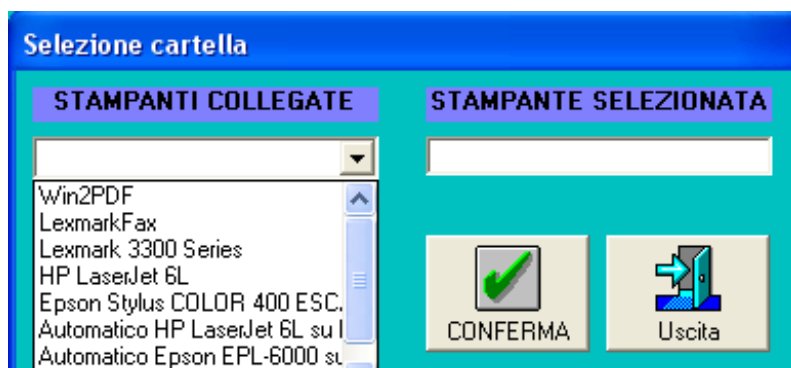 Selezione cartella
STAMPANTI COLLEGATE
STAMPANTE SELEZIONATA
Win2PDF
LexmarkFax
Lexmark 3300 Series
HP LaserJet 6L
Epson Stylus COLOR 400 ESC
Automatico HP LaserJet 6L su
Automatico Epson EPL-6000 su
CONFERMA
Uscita